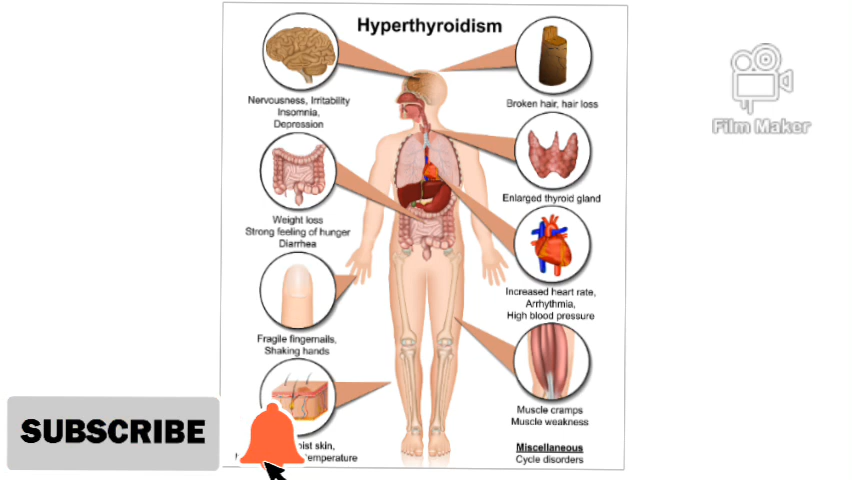 Hyperthyroidism
Nervousness, Irritability
Insomnia,
Depression
Broken hair, hair loss
Enlarged thyroid gland
Weight loss
Strong feeling of hunger
Diarrhea
Increased heart rate,
Arrhythmia,
High blood pressure
Fragile fingernails,
Shaking hands
Muscle cramps
Muscle weakness
skin,
temperature
Miscellaneous
Cycle disorders
SUBSCRIBE
Film Maker